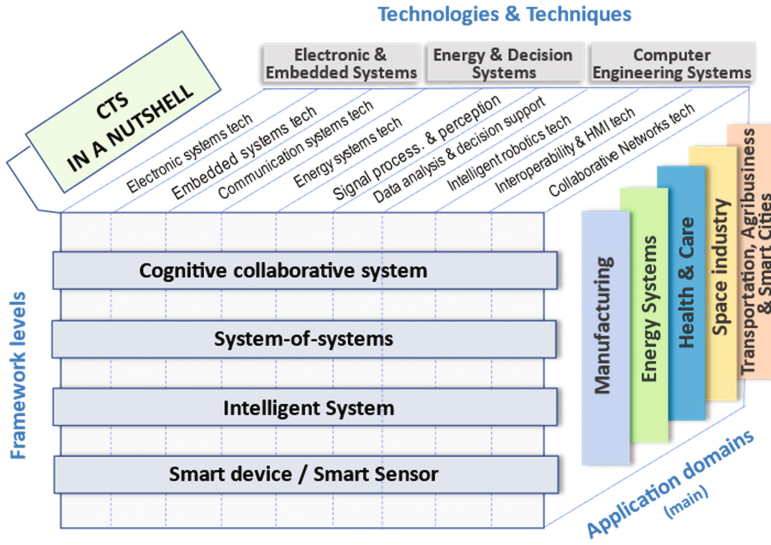 Technologies & Techniques
CTS
IN A NUTSHELL
Electronic &
Embedded Systems
Energy & Decision
Systems
Computer
Engineering Systems
Electronic systems tech
Embedded systems tech
Communication systems tech
Energy systems tech
Signal process. & perception
Data analysis & decision support
Intelligent robotics tech
Interoperability & HMI tech
Collaborative Networks tech
Framework levels
Cognitive collaborative system
System-of-systems
Intelligent System
Smart device / Smart Sensor
Manufacturing
Energy Systems
Health & Care
Space industry
Transportation, Agribusiness
& Smart Cities
Application domains
(main)